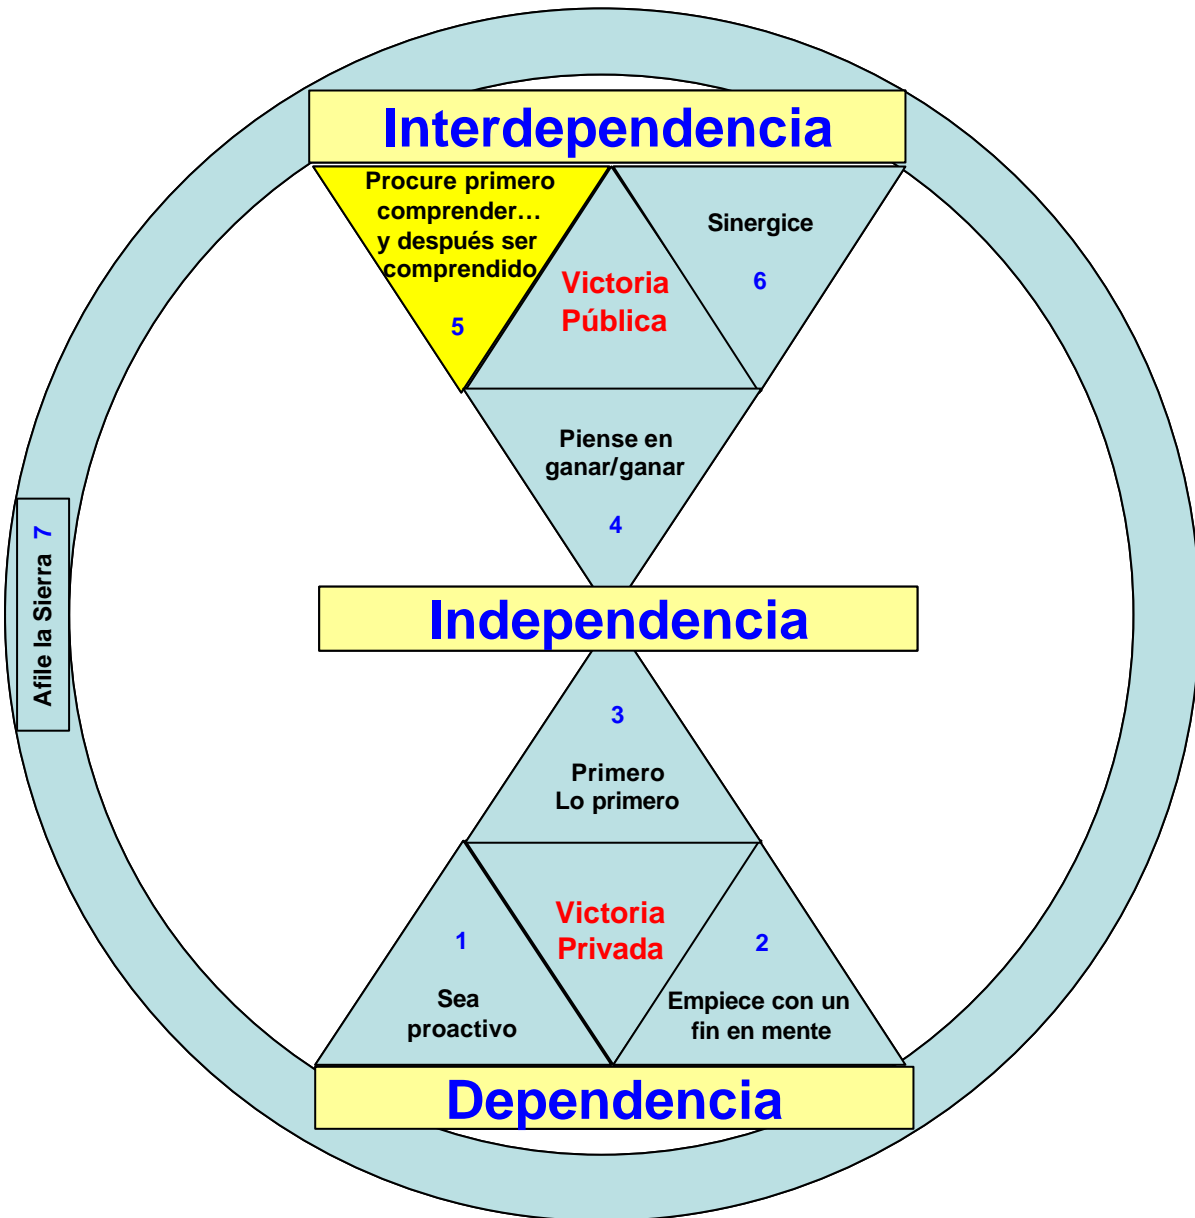 Interdependencia
Procure primero
comprender…
y después ser
comprendido
5
Victoria
Pública
Sinergice
6
Piense en
ganar/ganar
4
Independencia
Afile la Sierra 7
3
Primero
Lo primero
Victoria
Privada
1
Sea
proactivo
2
Empiece con un
fin en mente
Dependencia